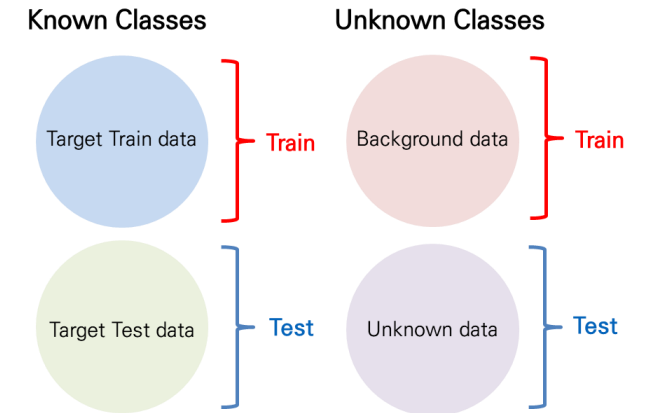 Known Classes
Unknown Classes
Target Train data
Train
Background data
Train
Target Test data
Test
Unknown data
Test